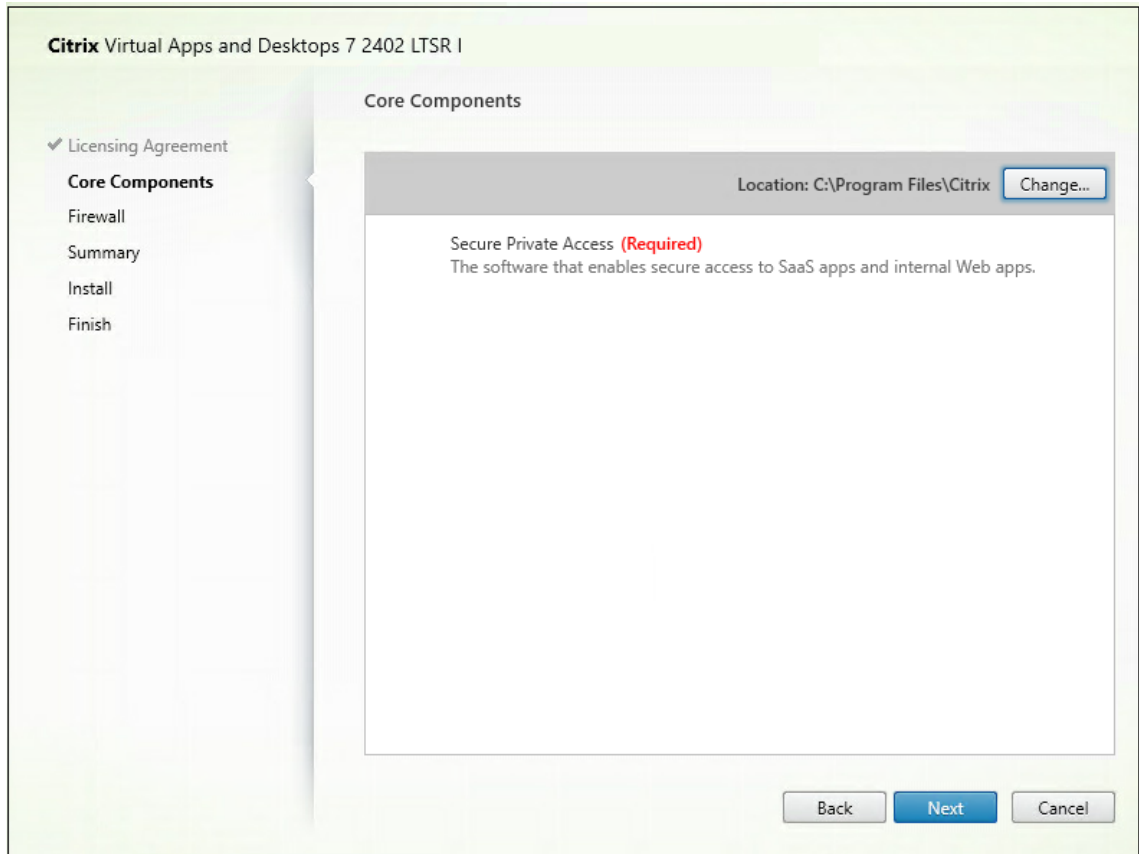 Citrix Virtual Apps and Desktops 7 2402 LTSR I
Core Components
✔ Licensing Agreement
Core Components
Firewall
Summary
Install
Finish
Location: C:\Program Files\Citrix Change...
Secure Private Access (Required)
The software that enables secure access to SaaS apps and internal Web apps.
Back Next Cancel